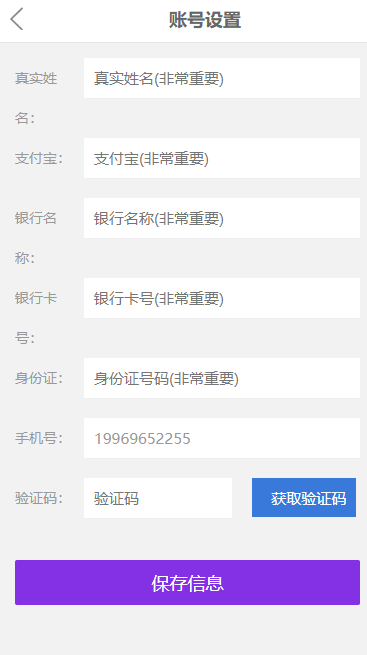 账号设置
真实姓
名：
真实姓名(非常重要)
支付宝：
支付宝(非常重要)
银行名
称：
银行名称(非常重要)
银行卡
号：
银行卡号(非常重要)
身份证：
身份证号码(非常重要)
手机号：
19969652255
验证码：
验证码
获取验证码
保存信息